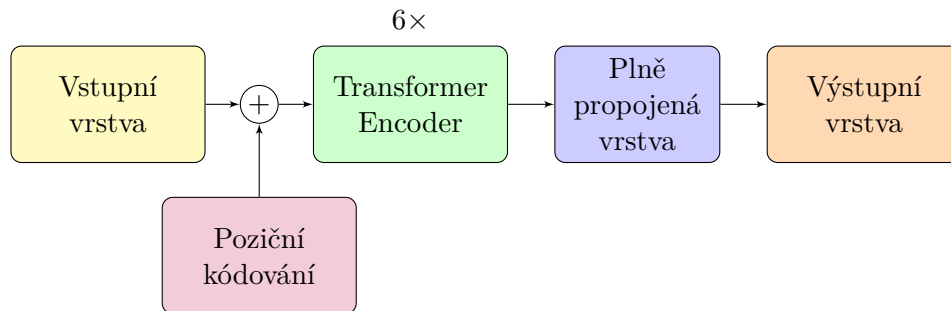 6×
Vstupní
vrstva
+
Transformer
Encoder
Plně
propojená
vrstva
Výstupní
vrstva
Poziční
kódování